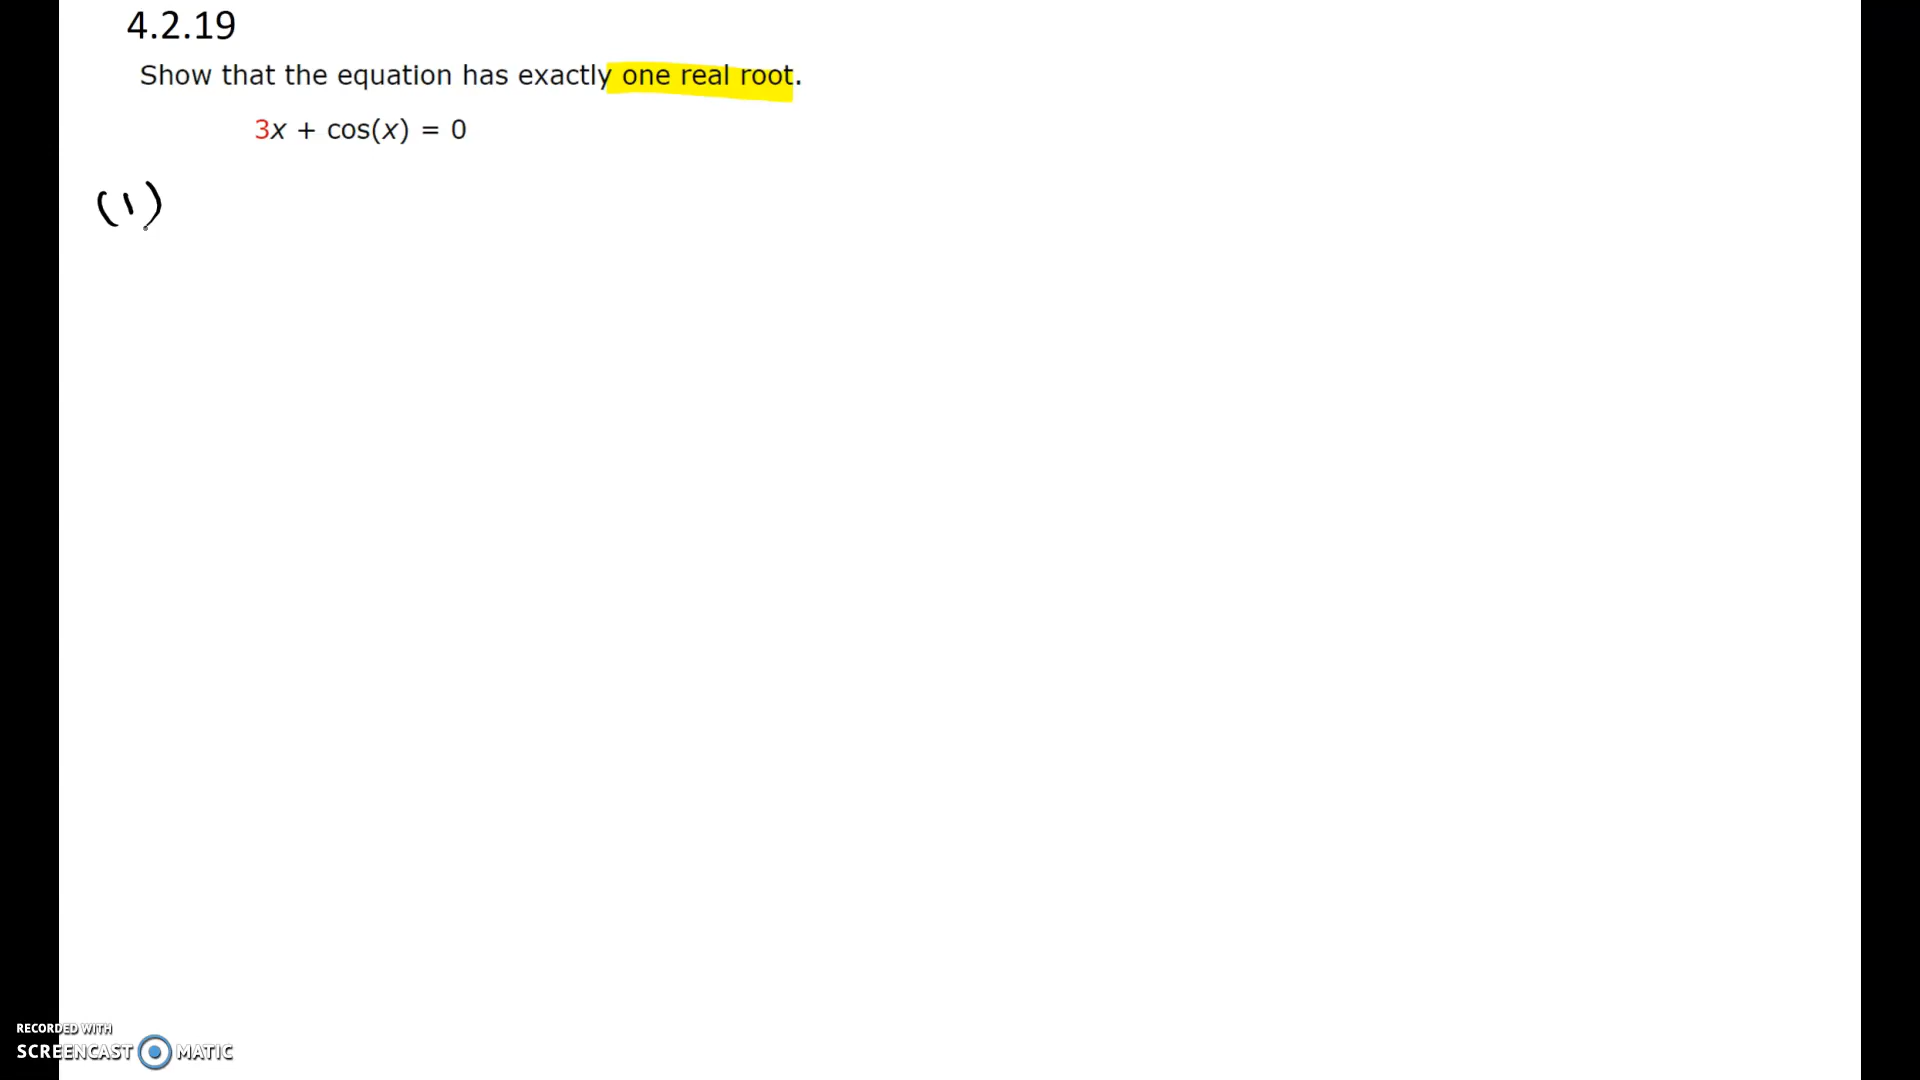 4.2.19
Show that the equation has exactly one real root.
3x + cos(x) = 0
(1)
RECORDED WITH
SCREENCAST MATIC